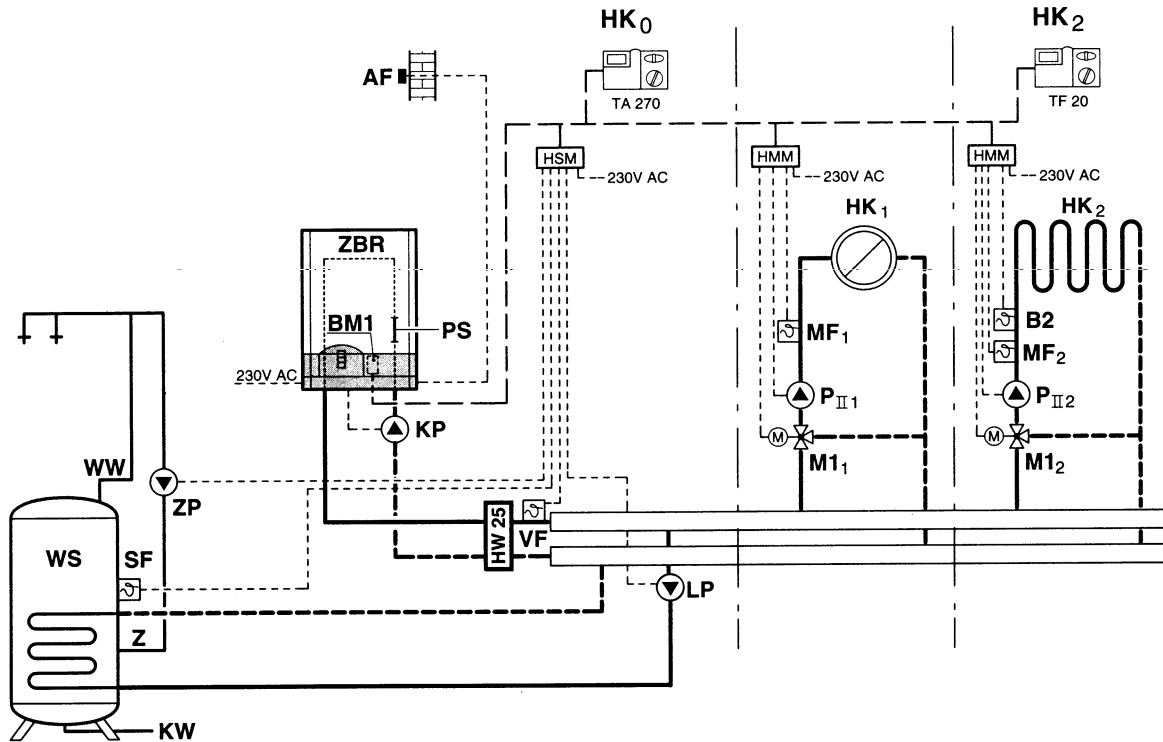 HK0
HK2
AF
TA 270
TF 20
HSM
HMM
HMM
230V AC
230V AC
230V AC
HK1
HK2
ZBR
BM1
PS
MF1
B2
MF2
230V AC
KP
PII1
PII2
M
M
M11
M12
WW
ZP
HW 25
VF
WS
SF
LP
Z
KW